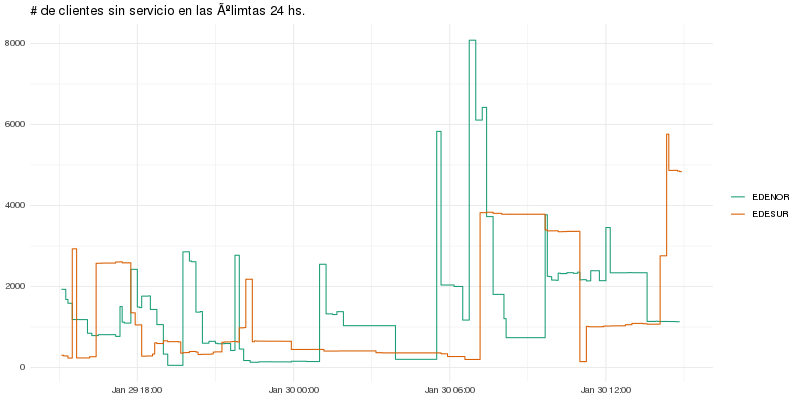 # de clientes sin servicio en las Ãºlimtas 24 hs.
8000
6000
4000
2000
0
Jan 29 18:00
Jan 30 00:00
Jan 30 06:00
Jan 30 12:00
EDENOR
EDESUR